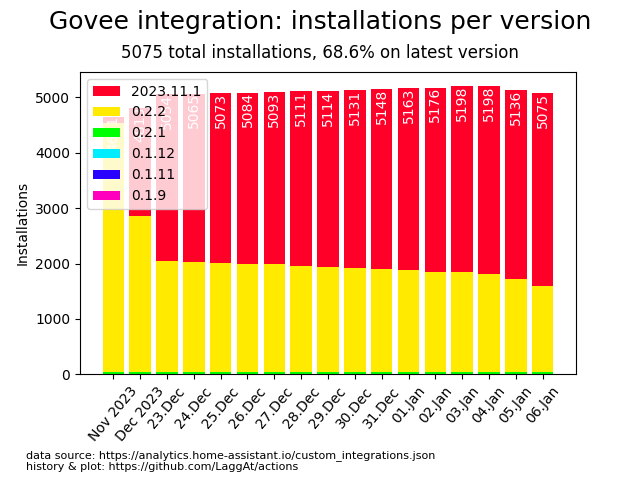 Govee integration: installations per version
5075 total installations, 68.6% on latest version
Installations
5000
4000
3000
2000
1000
0
2023.11.1
0.2.2
0.2.1
0.1.12
0.1.11
0.1.9
5065
5073
5084
5093
5111
5114
5131
5148
5163
5176
5198
5198
5136
5075
Nov 2023
Dec 2023
23.Dec
24.Dec
25.Dec
26.Dec
27.Dec
28.Dec
29.Dec
30.Dec
31.Dec
01.Jan
02.Jan
03.Jan
04.Jan
05.Jan
06.Jan
data source: https://analytics.home-assistant.io/custom_integrations.json
history & plot: https://github.com/LaggAt/actions